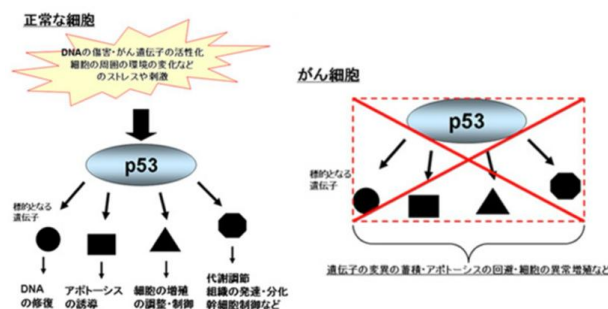 正常な細胞
DNAの傷害・がん遺伝子の活性化
細胞の周囲の環境の変化など
のストレスや刺激
p53
標的となる
遺伝子
DNA
の修復
アポトーシス
の誘導
細胞の増殖
の調整・制御
代謝調節
組織の発達・分化
幹細胞制御など
がん細胞
p53
標的となる
遺伝子
遺伝子の変異の蓄積・アポトーシスの回避・細胞の異常増殖など